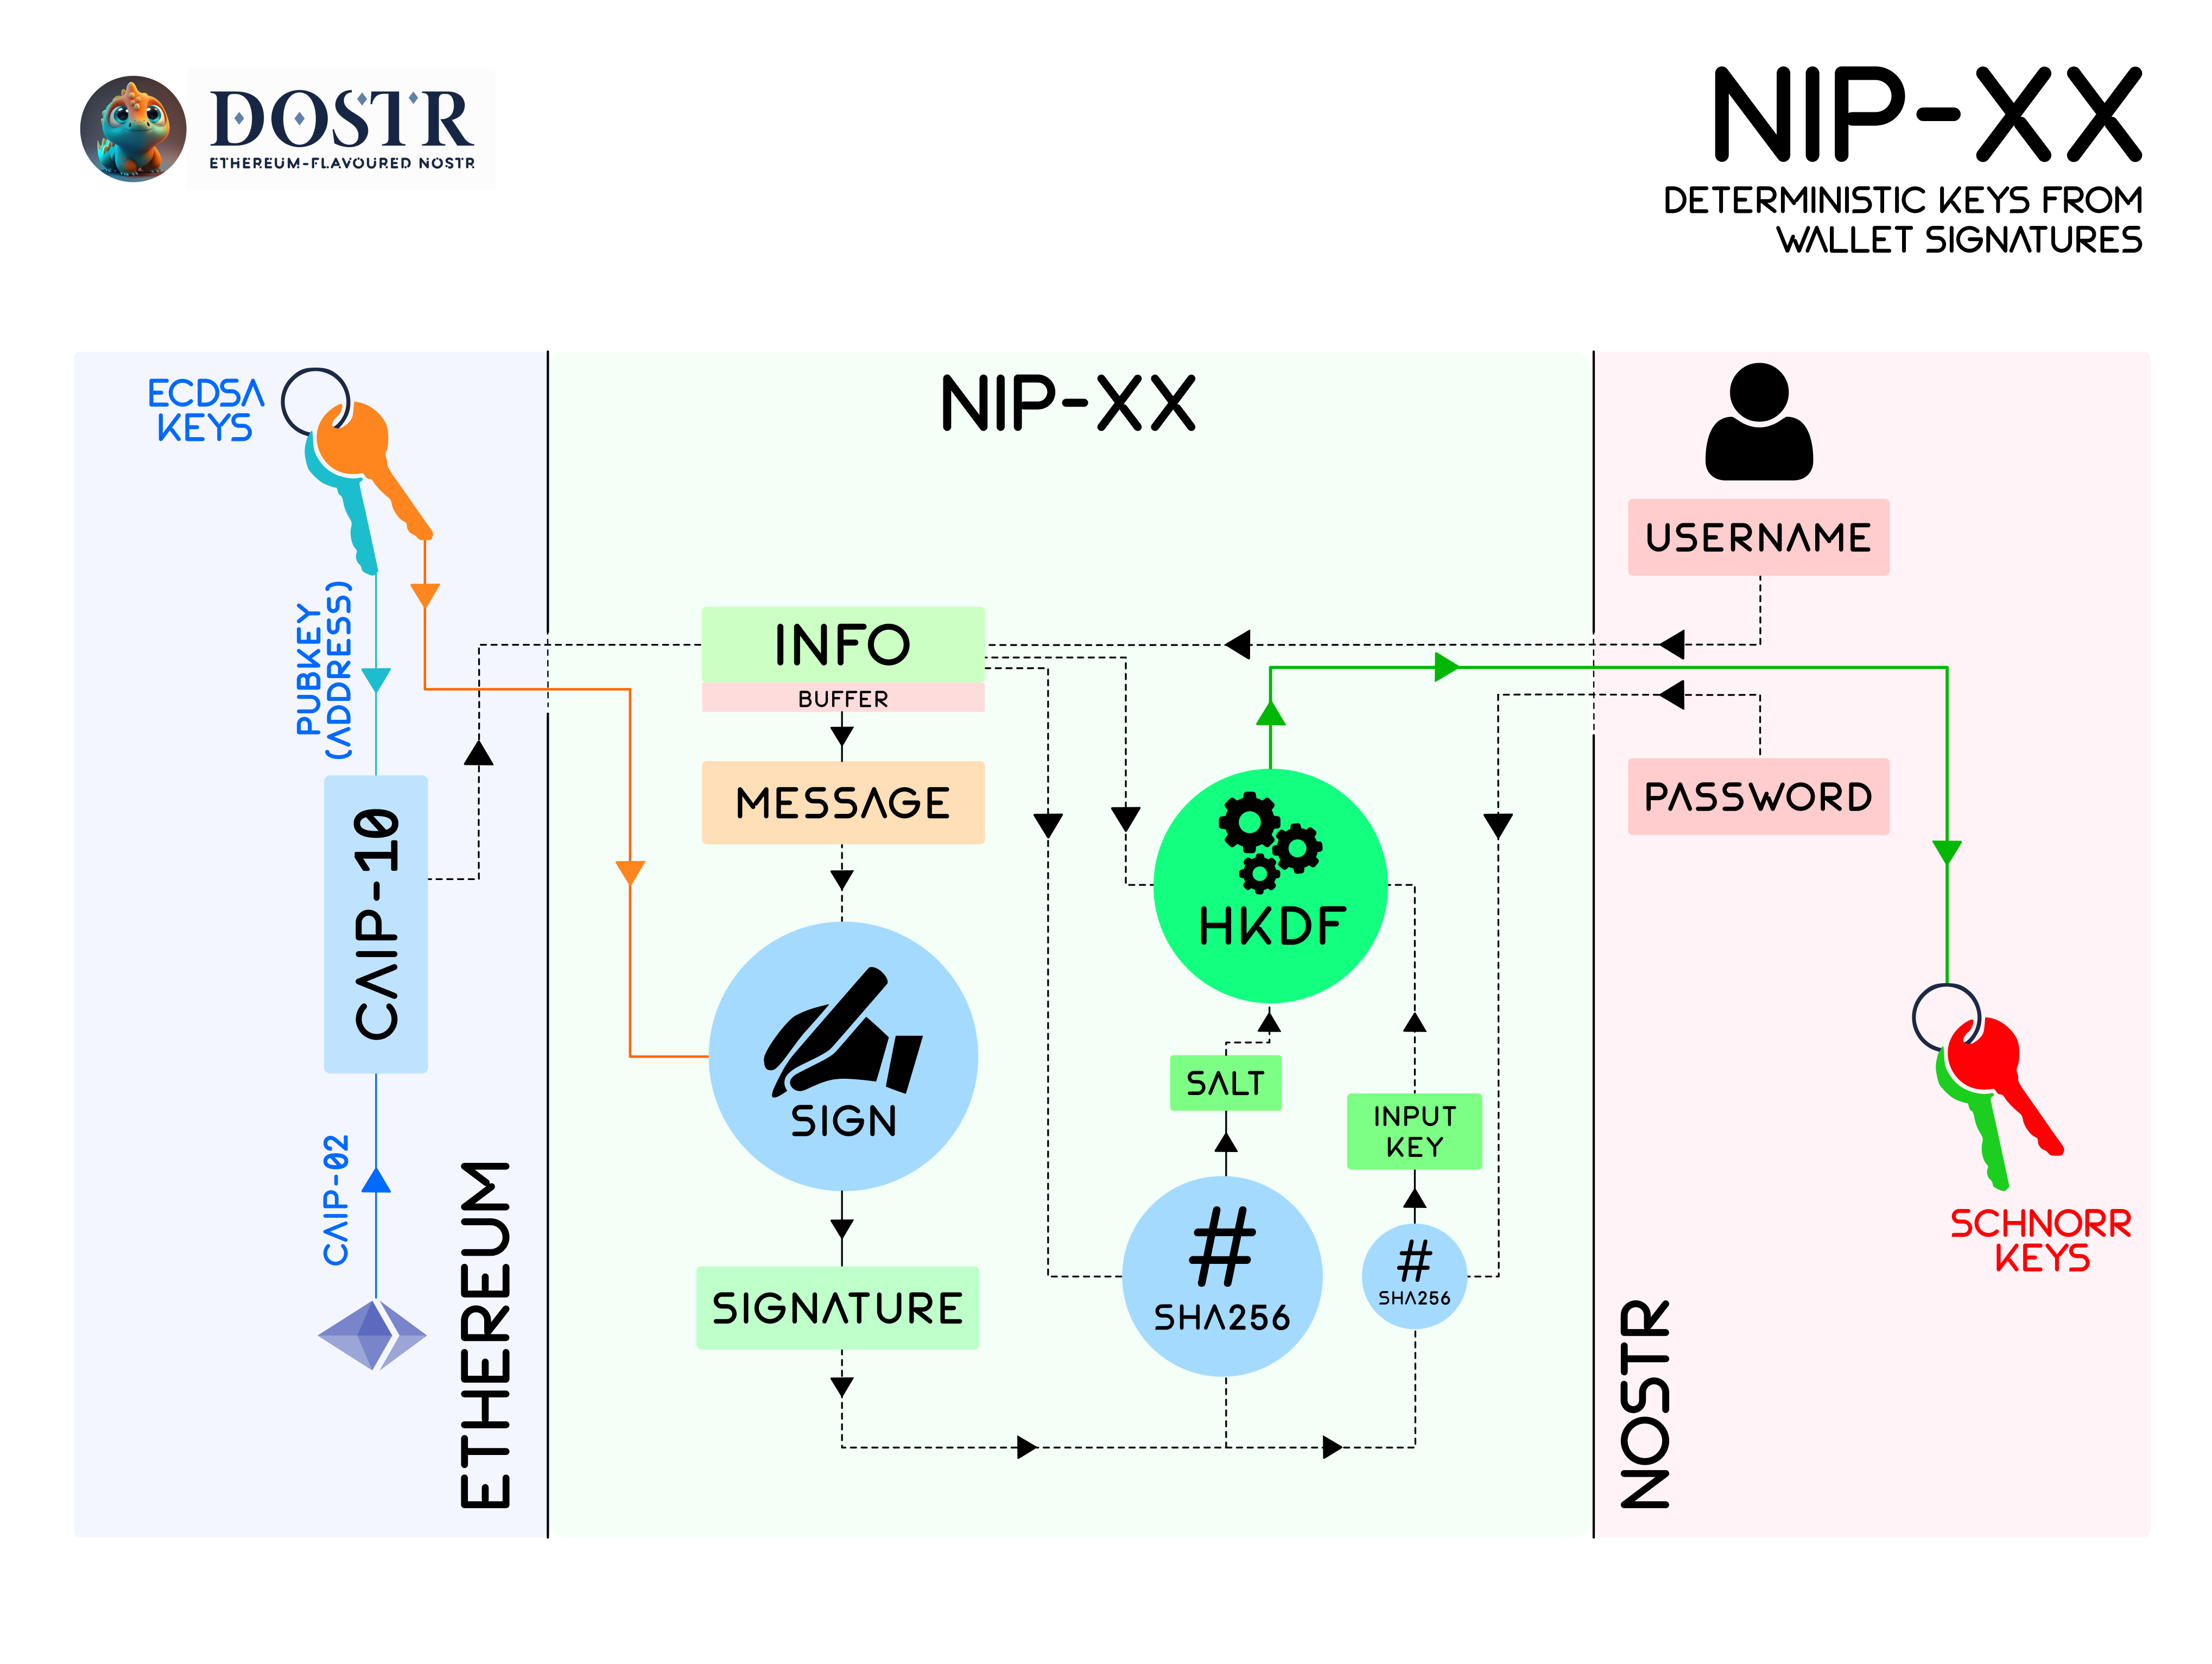 DOSTR
ETHEREUM-FLAVOURED NOSTR
NIP-XX
DETERMINISTIC KEYS FROM
WALLET SIGNATURES
ECDSA
KEYS
PUBKEY
(ADDRESS)
CAIP-10
CAIP-02
ETHEREUM
NIP-XX
INFO
BUFFER
MESSAGE
SIGN
SIGNATURE
HKDF
SALT
INPUT
KEY
#
SHA256
#
SHA256
USERNAME
PASSWORD
SCHNORR
KEYS
NOSTR